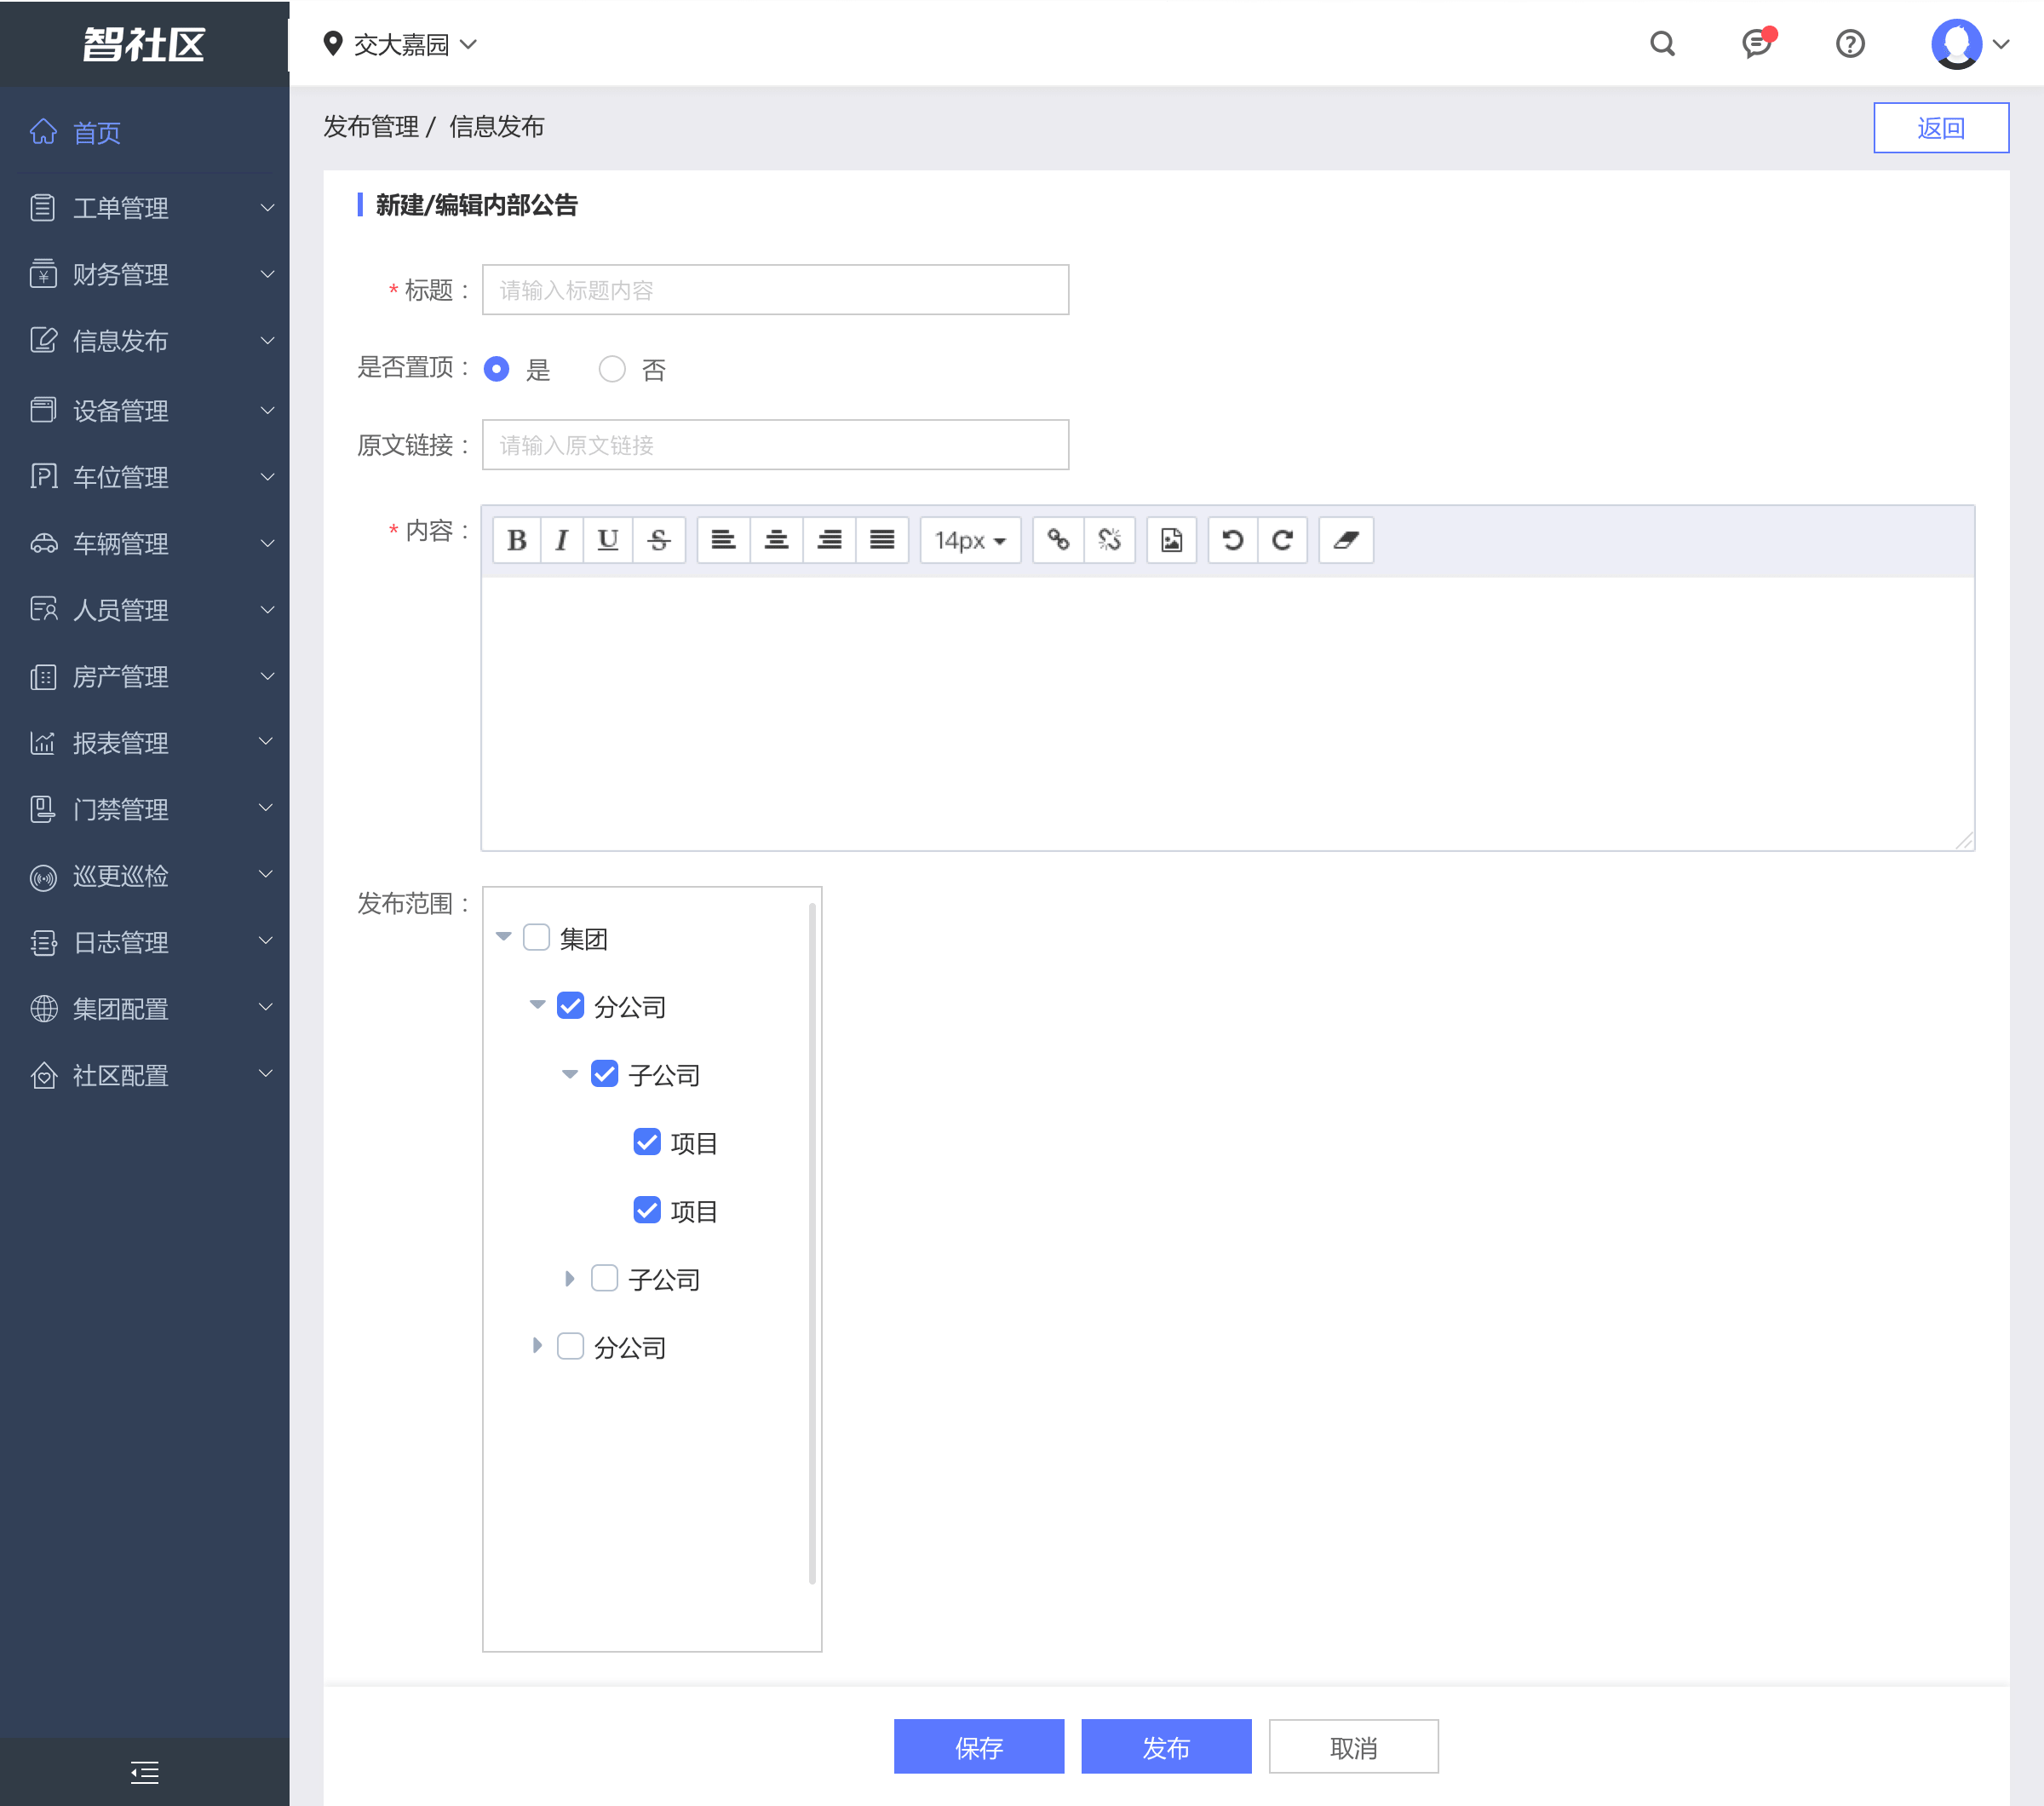 智社区
交大嘉园
首页
工单管理
财务管理
信息发布
设备管理
车位管理
车辆管理
人员管理
房产管理
报表管理
门禁管理
巡更巡检
日志管理
集团配置
社区配置
发布管理 / 信息发布
返回
新建/编辑内部公告
* 标题：
请输入标题内容
是否置顶： 是 否
原文链接：
请输入原文链接
* 内容：
B I U S 14px
发布范围：
集团
分公司
子公司
项目
项目
子公司
分公司
保存 发布 取消